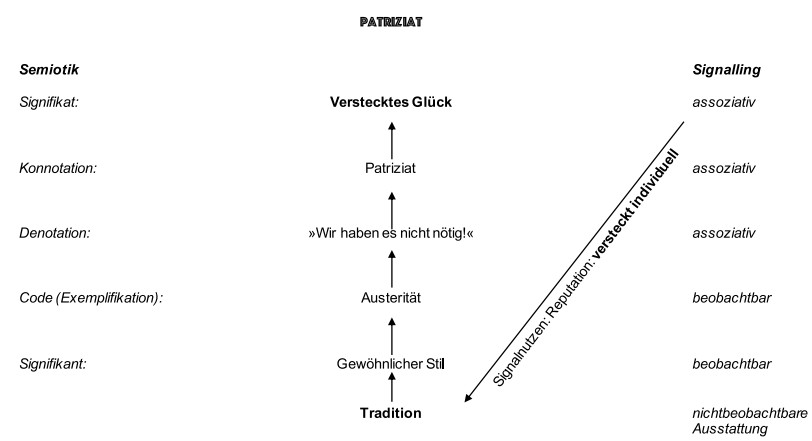 PATRIZIAT
Semiotik Signalling
Signifikat: Verstecktes Glück assoziativ
Konnotation: Patriziat assoziativ
Denotation: »Wir haben es nicht nötig!« assoziativ
Signalnutzen: Reputation: versteckt individuell
Code (Exemplifikation): Austerität beobachtbar
Signifikant: Gewöhnlicher Stil beobachtbar
Tradition nichtbeobachtbare
Ausstattung